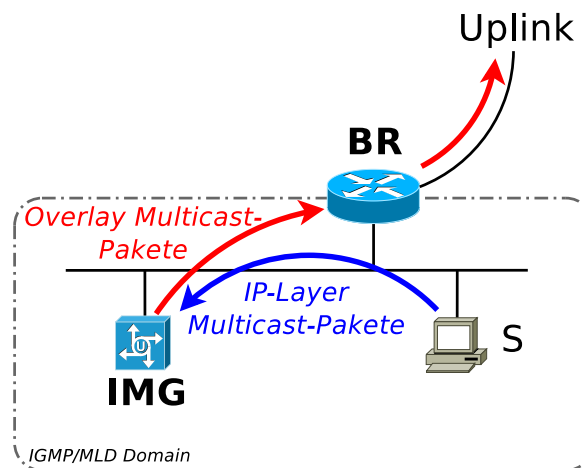 Uplink
BR
Overlay Multicast-
Pakete
IP-Layer
Multicast-Pakete
S
U
IMG
IGMP/MLD Domain